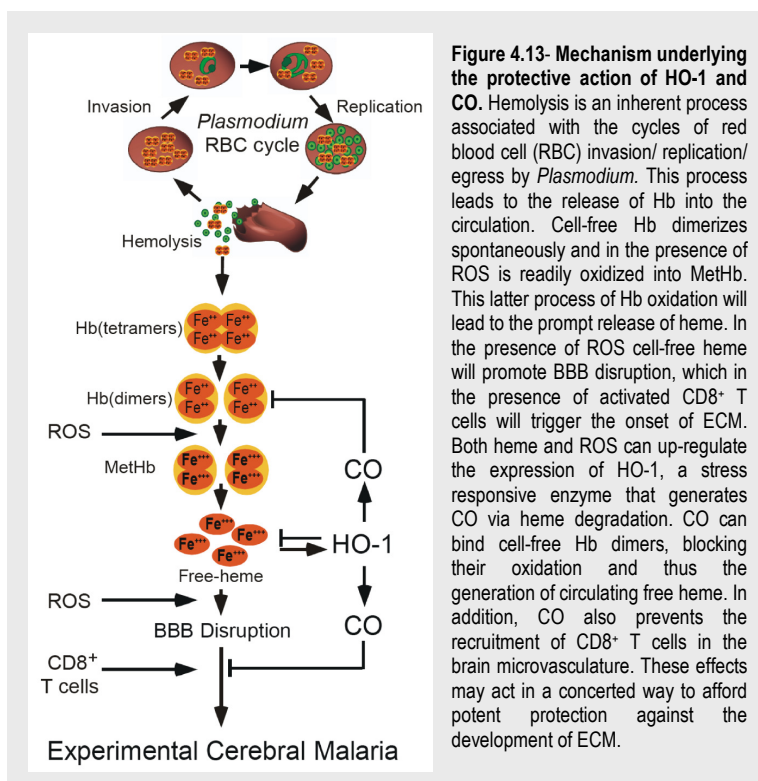 Invasion
Replication
Plasmodium
RBC cycle
Hemolysis
Hb(tetramers)
Fe⁺⁺ Fe⁺⁺
Fe⁺⁺ Fe⁺⁺
Hb(dimers)
Fe⁺⁺ Fe⁺⁺
Fe⁺⁺ Fe⁺⁺
ROS
MetHb
Fe⁺⁺⁺ Fe⁺⁺⁺
Fe⁺⁺⁺ Fe⁺⁺⁺
CO
Fe⁺⁺⁺
Fe⁺⁺⁺ Fe⁺⁺⁺
Fe⁺⁺⁺
HO-1
Free-heme
ROS
BBB Disruption
CO
CD8⁺
T cells
Experimental Cerebral Malaria
Figure 4.13- Mechanism underlying
the protective action of HO-1 and
CO. Hemolysis is an inherent process
associated with the cycles of red
blood cell (RBC) invasion/ replication/
egress by Plasmodium. This process
leads to the release of Hb into the
circulation. Cell-free Hb dimerizes
spontaneously and in the presence of
ROS is readily oxidized into MetHb.
This latter process of Hb oxidation will
lead to the prompt release of heme. In
the presence of ROS cell-free heme
will promote BBB disruption, which in
the presence of activated CD8⁺ T
cells will trigger the onset of ECM.
Both heme and ROS can up-regulate
the expression of HO-1, a stress
responsive enzyme that generates
CO via heme degradation. CO can
bind cell-free Hb dimers, blocking
their oxidation and thus the
generation of circulating free heme. In
addition, CO also prevents the
recruitment of CD8⁺ T cells in the
brain microvasculature. These effects
may act in a concerted way to afford
potent protection against the
development of ECM.